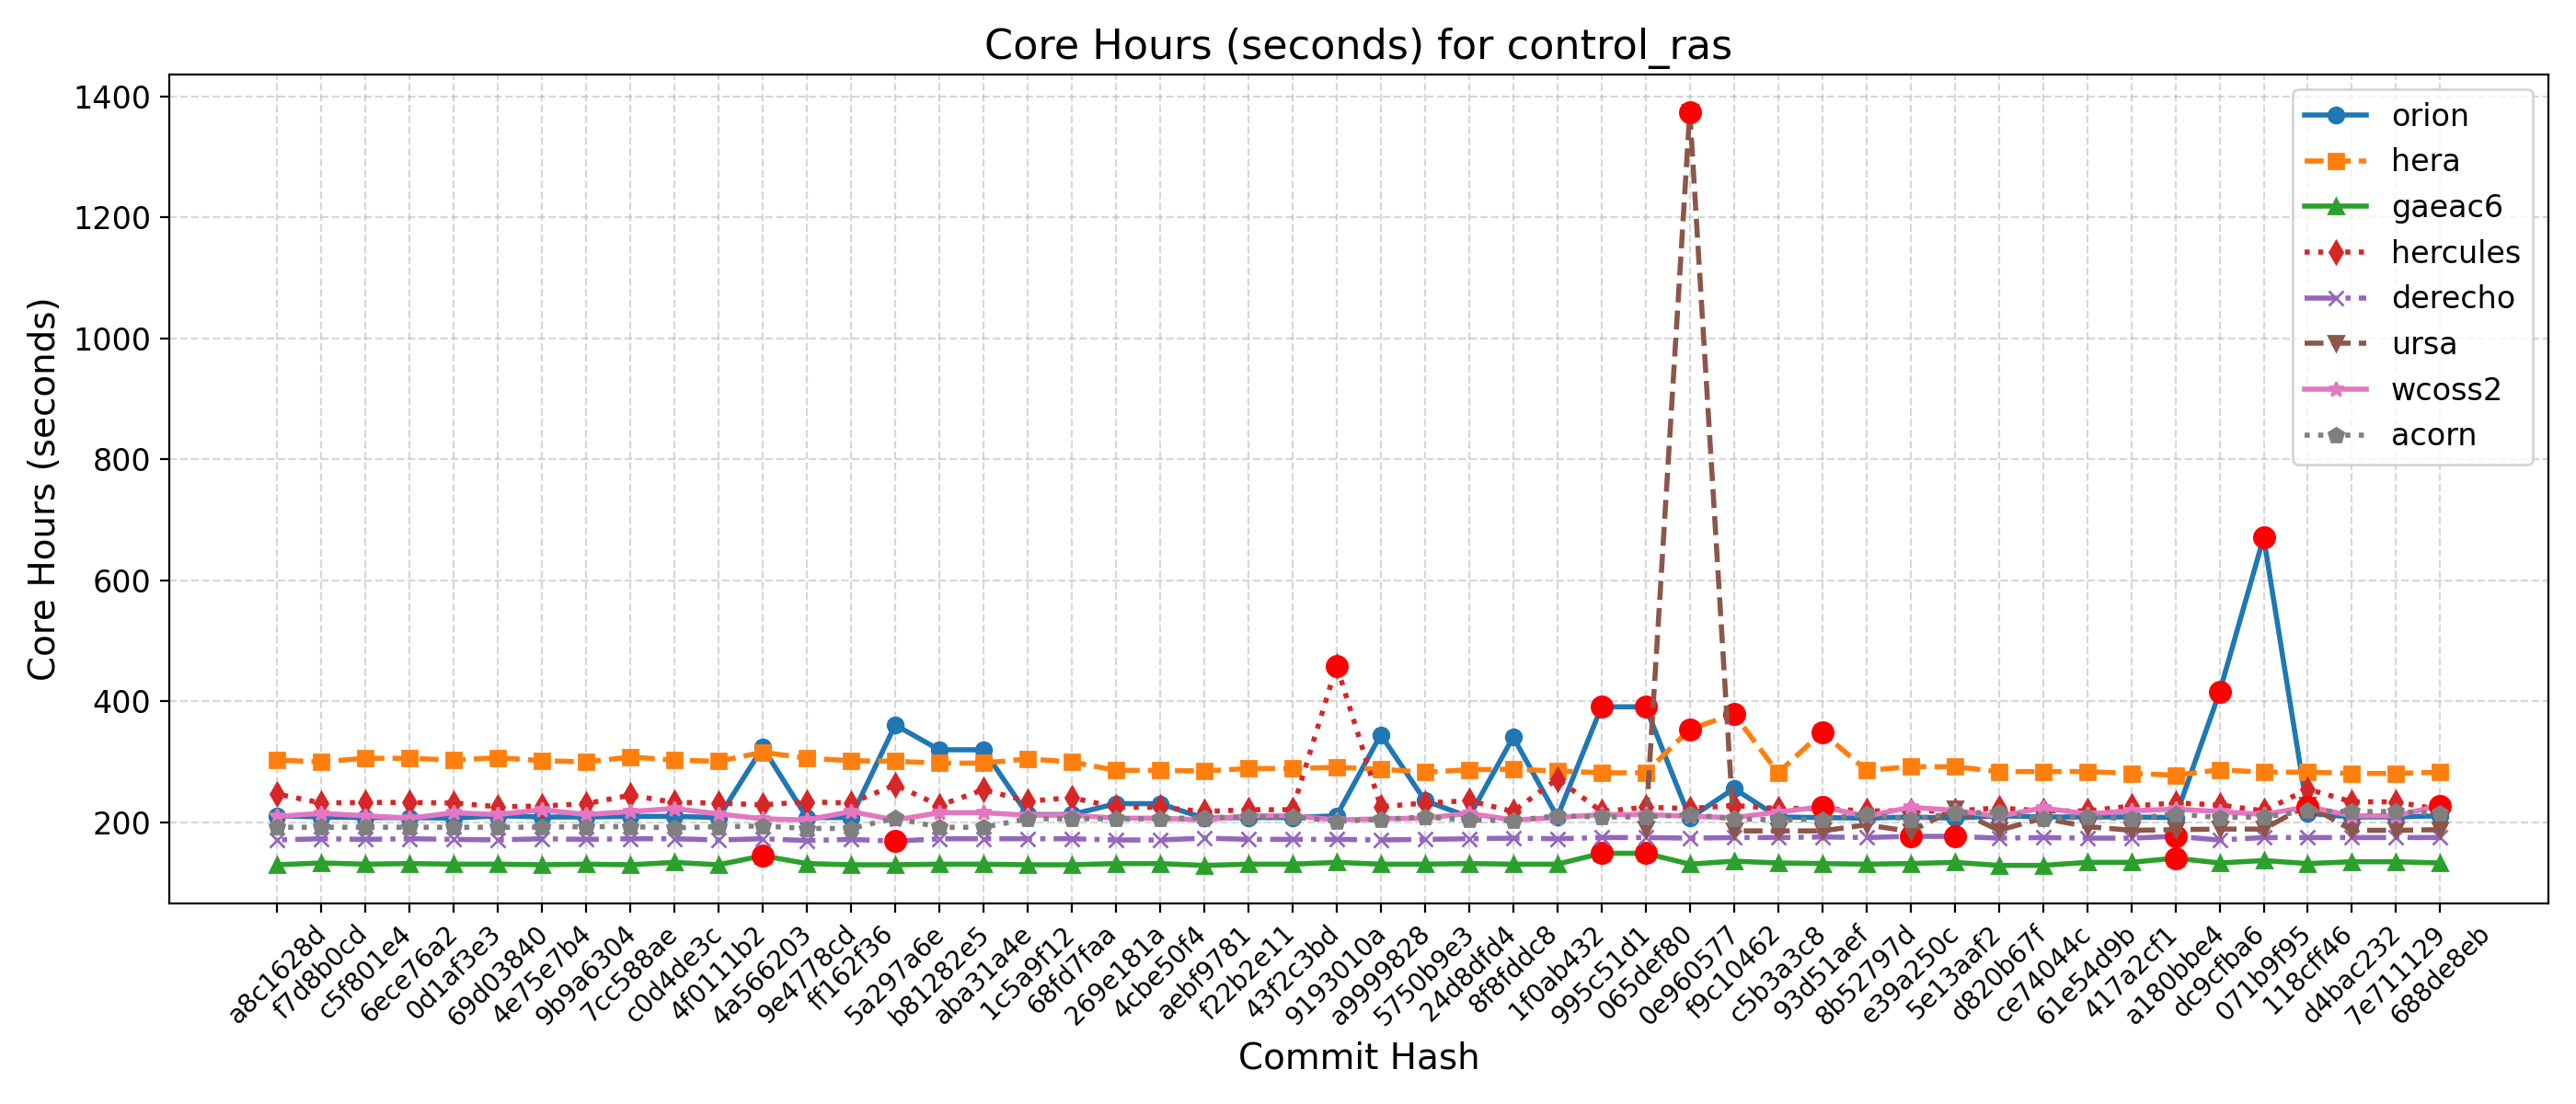 Core Hours (seconds) for control_ras
1400
1200
1000
800
600
400
200
Core Hours (seconds)
orion
hera
gaeac6
hercules
derecho
ursa
wcoss2
acorn
a8c1628d
f7d8b0cd
c5f801e4
6ece76a2
0d1af3e3
69d03840
4e75e7b4
9b9a6304
7cc588ae
c0d4de3c
4f0111b2
4a566203
9e4778cd
ff162f36
5a297a6e
b81282e5
aba31a4e
1c5a9f12
68fd7faa
269e181a
4cbe50f4
aebf9781
f22b2e11
43f2c3bd
9193010a
a9999828
5750b9e3
24d8dfd4
8f8fddc8
1f0ab432
995c51d1
065def80
0e960577
f9c10462
c5b3a3c8
93d51aef
8b52797d
e39a250c
5e13aaf2
d820b67f
ce74044c
61e54d9b
417a2cf1
a180bbe4
dc9cfba6
071b9f95
118cff46
d4bac232
7e711129
688de8eb
Commit Hash